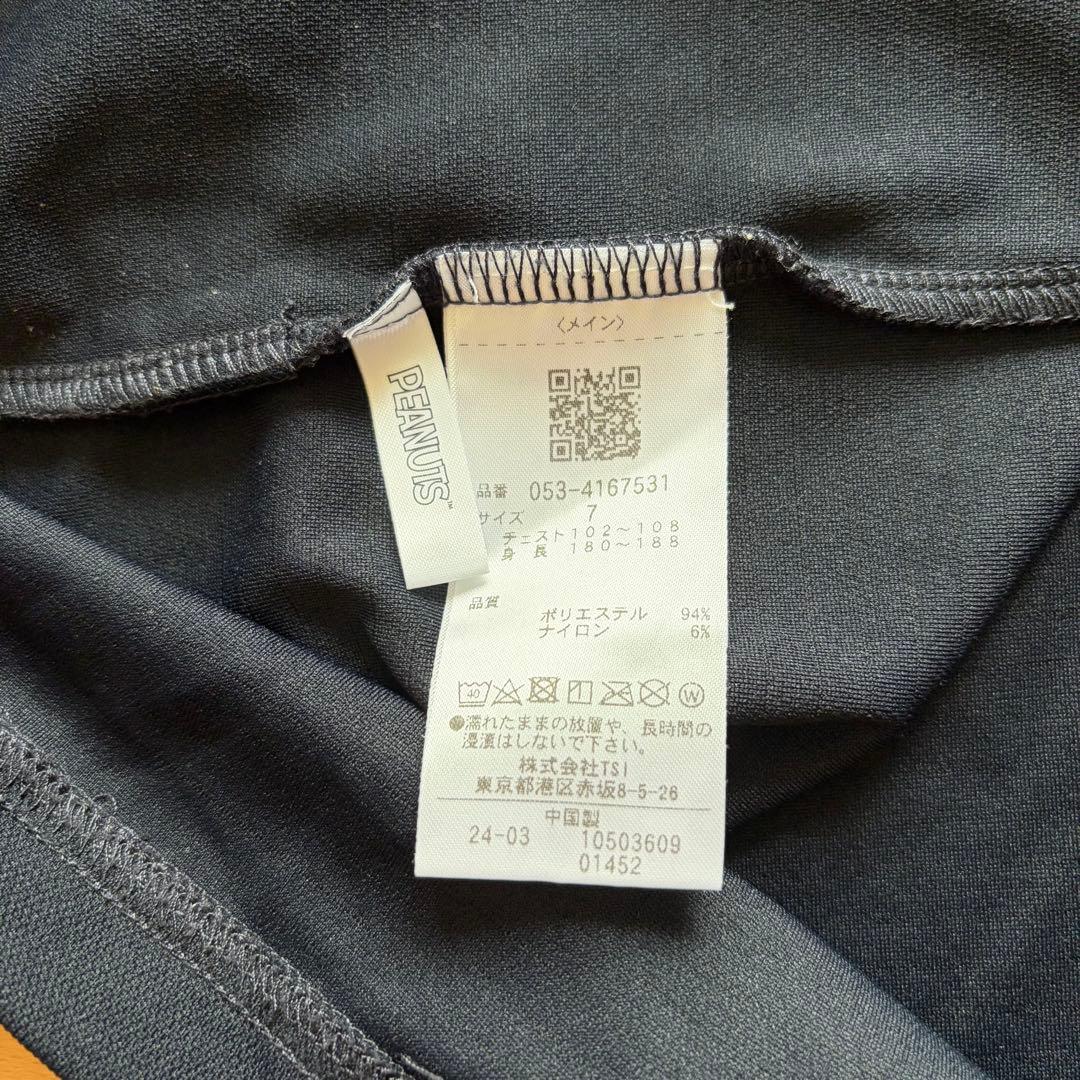 〈メイン〉
PEANUTS™
品番 053-4167531
サイズ 7
チェスト102～108
身 長 180～188
品質
ポリエステル 94%
ナイロン 6%
40
W
●濡れたままの放置や、長時間の
浸漬はしないで下さい。
株式会社TSI
東京都港区赤坂8-5-26
中国製
24-03 10503609
01452